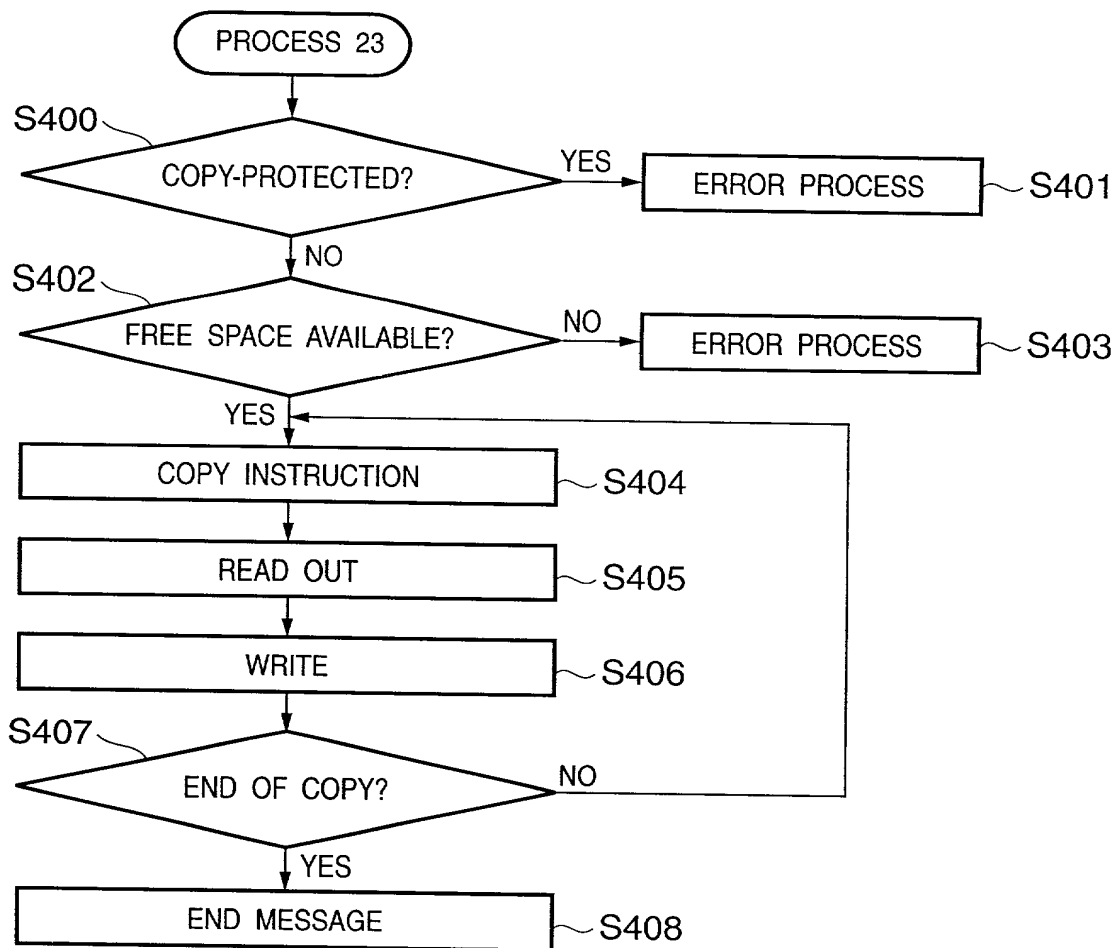 PROCESS 23
S400
COPY-PROTECTED?
YES
ERROR PROCESS
S401
NO
S402
FREE SPACE AVAILABLE?
NO
ERROR PROCESS
S403
YES
COPY INSTRUCTION
S404
READ OUT
S405
WRITE
S406
S407
END OF COPY?
NO
YES
END MESSAGE
S408